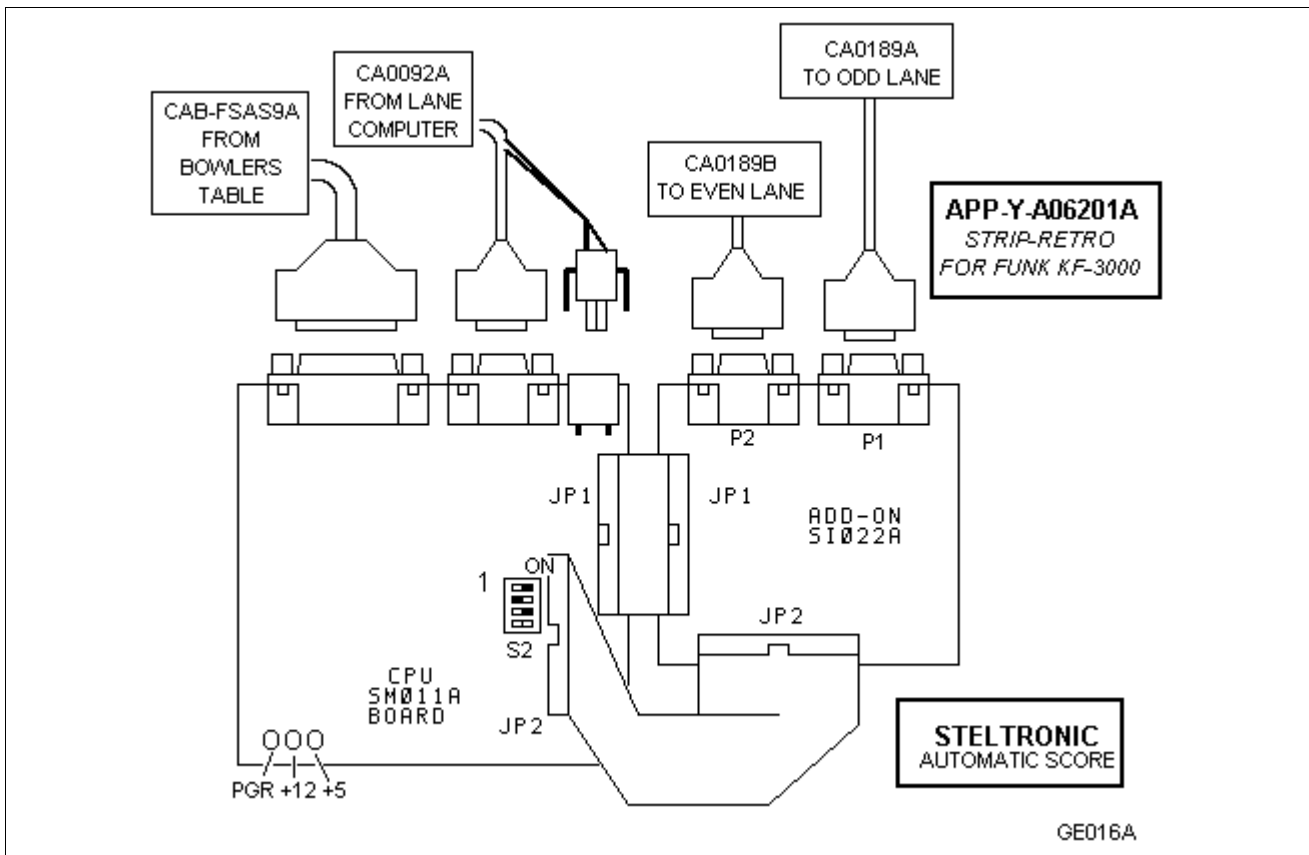 CA0189A
TO ODD LANE
CA0092A
FROM LANE
COMPUTER
CAB-FSAS9A
FROM
BOWLERS
TABLE
CA0189B
TO EVEN LANE
APP-Y-A06201A
STRIP-RETRO
FOR FUNK KF-3000
P2
P1
JP1
JP1
ADD-ON
SIØ22A
ON
1
S2
JP2
CPU
SMØ11A
BOARD
JP2
PGR +12 +5
STELTRONIC
AUTOMATIC SCORE
GE016A